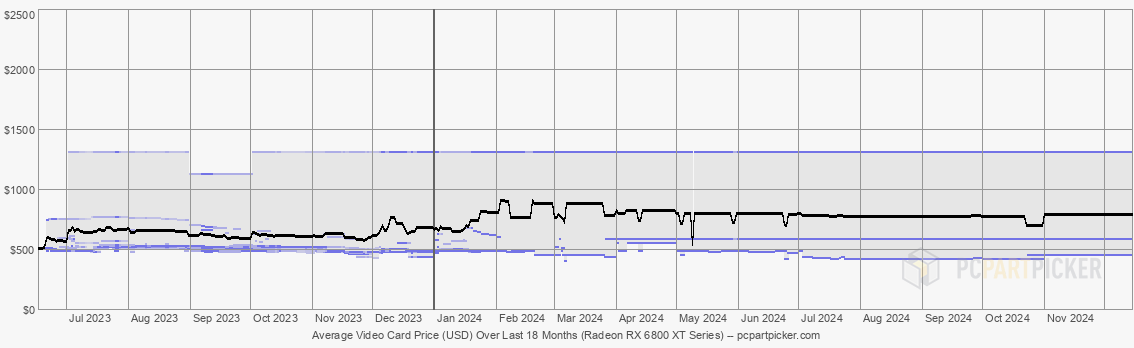 $2500
$2000
$1500
$1000
$500
$0
Jul 2023 Aug 2023 Sep 2023 Oct 2023 Nov 2023 Dec 2023 Jan 2024 Feb 2024 Mar 2024 Apr 2024 May 2024 Jun 2024 Jul 2024 Aug 2024 Sep 2024 Oct 2024 Nov 2024
PCPARTPICKER
Average Video Card Price (USD) Over Last 18 Months (Radeon RX 6800 XT Series) -- pcpartpicker.com